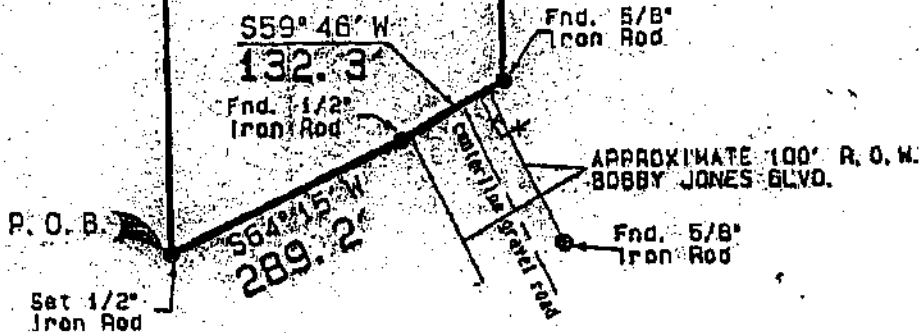 S59° 46' W
132.3'
Fnd. 5/8"
Iron Rod
Fnd. 1/2"
Iron Rod
centerline gravel road
APPROXIMATE 100' R.O.W.
BOBBY JONES BLVD.
P.O.B.
S64° 15' W
289.2'
Fnd. 5/8"
Iron Rod
Set 1/2"
Iron Rod